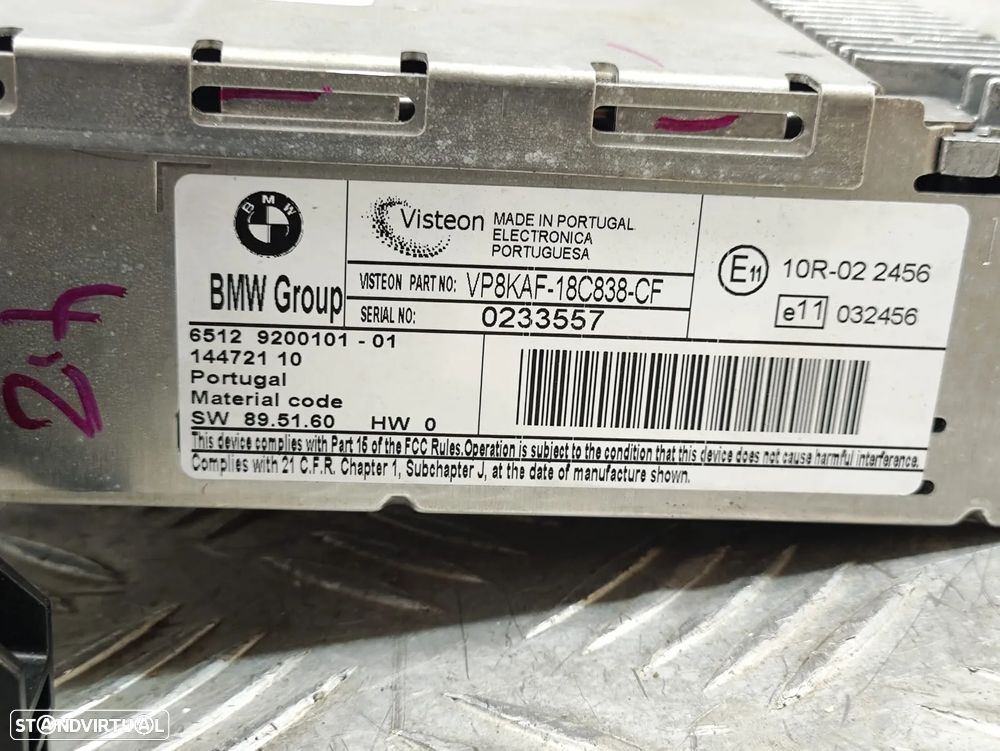 BMW
BMW Group
Visteon
MADE IN PORTUGAL
ELECTRONICA
PORTUGUESA
VISTEON PART NO: VP8KAF-18C838-CF
SERIAL NO: 0233557
E11 10R-02 2456
e11 032456
6512 9200101 - 01
144721 10
Portugal
Material code
SW 89.51.60 HW 0
This device complies with Part 15 of the FCC Rules.Operation is subject to the condition that this device does not cause harmful interference.
Complies with 21 C.F.R. Chapter 1, Subchapter J, at the date of manufacture shown.
STANDVIRTUAL